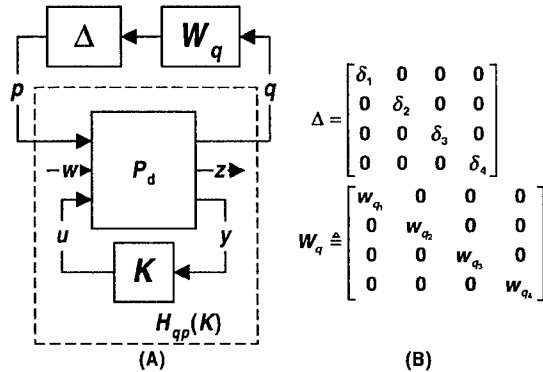 Δ
W_q
p
q
P_d
w
z
u
y
K
H_qp(K)
(A)
Δ =
δ_1 0 0 0
0 δ_2 0 0
0 0 δ_3 0
0 0 0 δ_4
W_q ≜
w_q1 0 0 0
0 w_q2 0 0
0 0 w_q3 0
0 0 0 w_q4
(B)